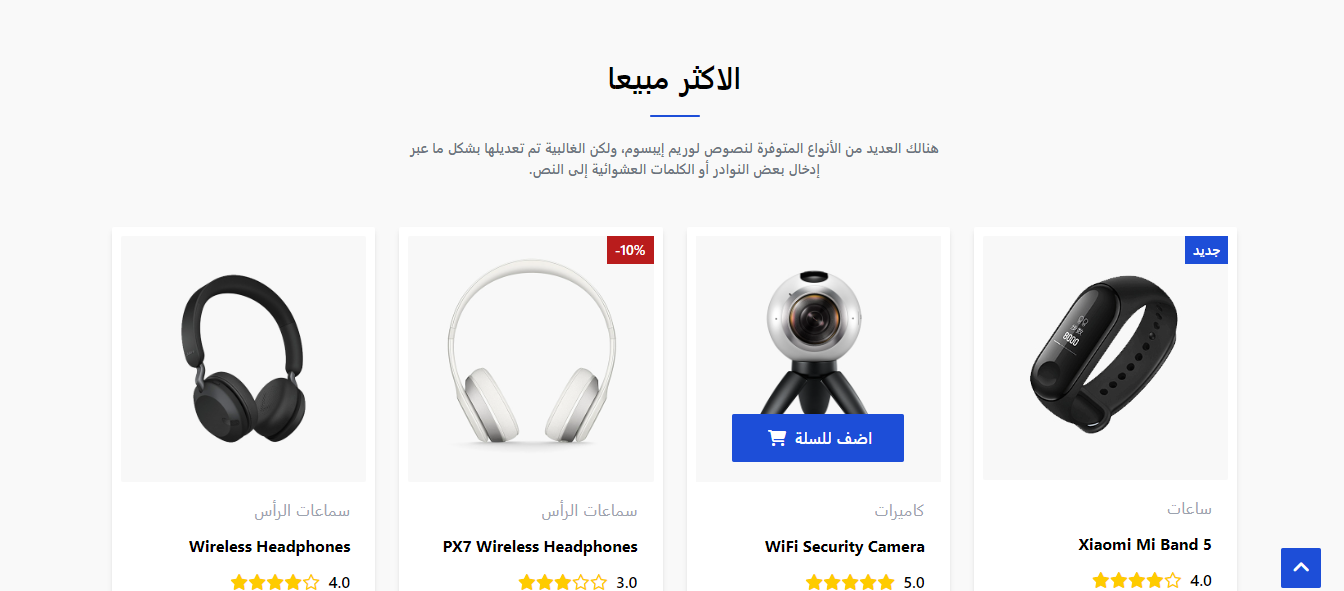 الاكثر مبيعا
هنالك العديد من الأنواع المتوفرة لنصوص لوريم إيبسوم، ولكن الغالبية تم تعديلها بشكل ما عبر
إدخال بعض النوادر أو الكلمات العشوائية إلى النص.
جديد
8000
ساعات
Xiaomi Mi Band 5
4.0
اضف للسلة
كاميرات
WiFi Security Camera
5.0
-10%
سماعات الرأس
PX7 Wireless Headphones
3.0
سماعات الرأس
Wireless Headphones
4.0